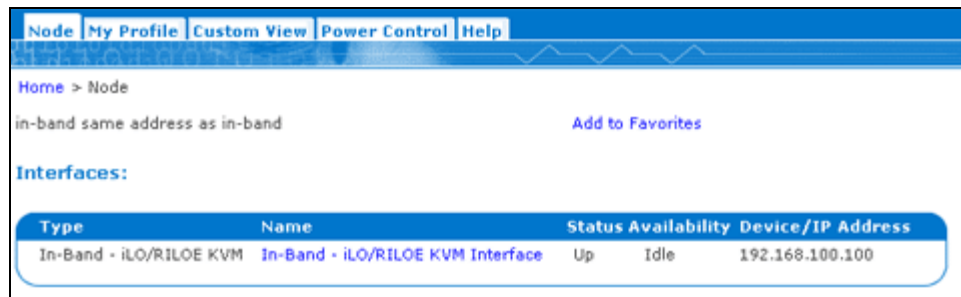 Node My Profile Custom View Power Control Help
Home > Node
in-band same address as in-band Add to Favorites
Interfaces:
Type Name Status Availability Device/IP Address
In-Band - iLO/RILOE KVM In-Band - iLO/RILOE KVM Interface Up Idle 192.168.100.100